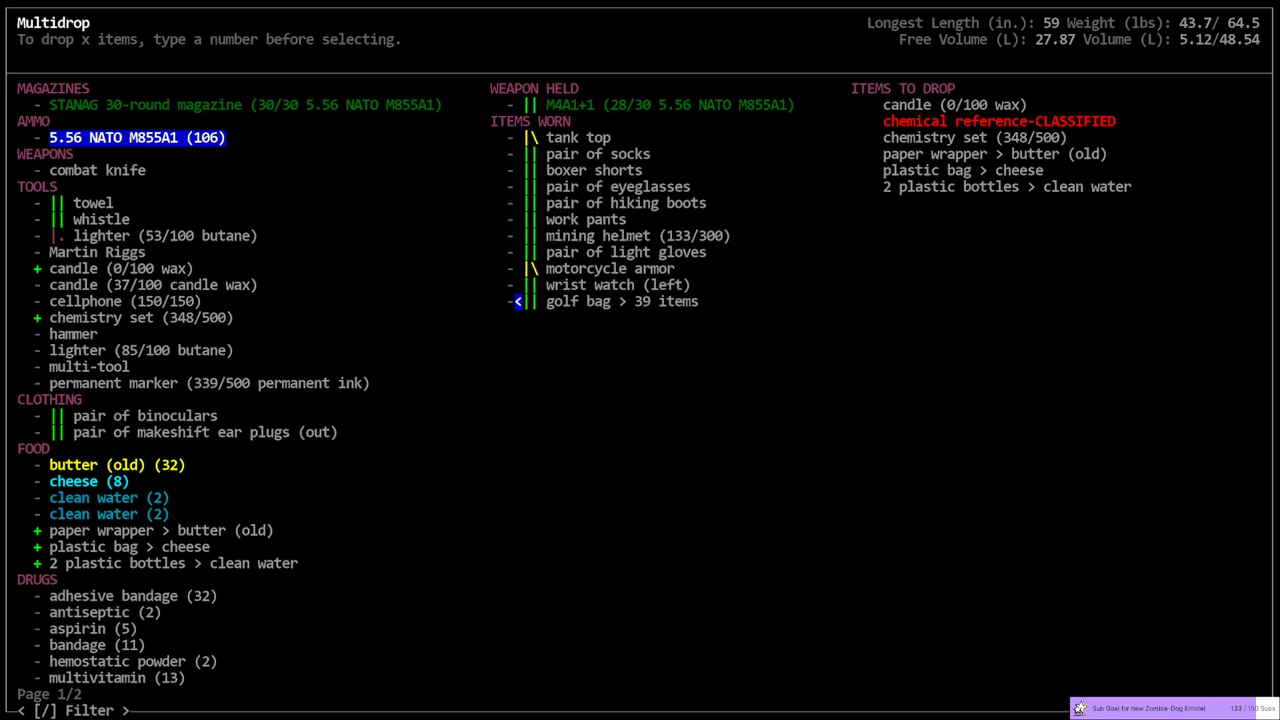 Multidrop
To drop x items, type a number before selecting.
Longest Length (in.): 59 Weight (lbs): 43.7/ 64.5
Free Volume (L): 27.87 Volume (L): 5.12/48.54
MAGAZINES
- STANAG 30-round magazine (30/30 5.56 NATO M855A1)
AMMO
- 5.56 NATO M855A1 (106)
WEAPONS
- combat knife
TOOLS
- || towel
- || whistle
- |. lighter (53/100 butane)
- Martin Riggs
+ candle (0/100 wax)
- candle (37/100 candle wax)
- cellphone (150/150)
+ chemistry set (348/500)
- hammer
- lighter (85/100 butane)
- multi-tool
- permanent marker (339/500 permanent ink)
CLOTHING
- || pair of binoculars
- || pair of makeshift ear plugs (out)
FOOD
- butter (old) (32)
- cheese (8)
- clean water (2)
- clean water (2)
+ paper wrapper > butter (old)
+ plastic bag > cheese
+ 2 plastic bottles > clean water
DRUGS
- adhesive bandage (32)
- antiseptic (2)
- aspirin (5)
- bandage (11)
- hemostatic powder (2)
- multivitamin (13)
Page 1/2
< [/] Filter >
WEAPON HELD
- || M4A1+1 (28/30 5.56 NATO M855A1)
ITEMS WORN
- |\ tank top
- || pair of socks
- || boxer shorts
- || pair of eyeglasses
- || pair of hiking boots
- || work pants
- || mining helmet (133/300)
- || pair of light gloves
- |\ motorcycle armor
- || wrist watch (left)
-<|| golf bag > 39 items
ITEMS TO DROP
candle (0/100 wax)
chemical reference-CLASSIFIED
chemistry set (348/500)
paper wrapper > butter (old)
plastic bag > cheese
2 plastic bottles > clean water
Sub Goal for new Zombie-Dog Emote! 133 / 150 Subs